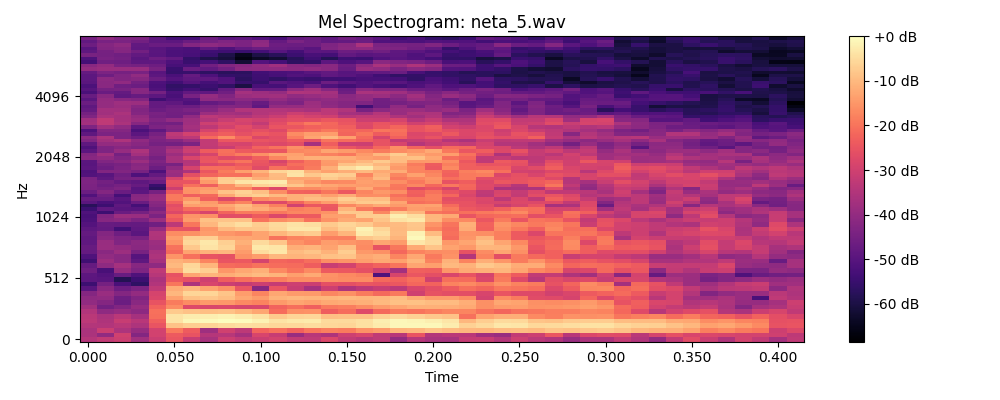 Mel Spectrogram: neta_5.wav
+0 dB
4096
-10 dB
-20 dB
2048
Hz
-30 dB
1024
-40 dB
-50 dB
512
-60 dB
0
0.000 0.050 0.100 0.150 0.200 0.250 0.300 0.350 0.400
Time